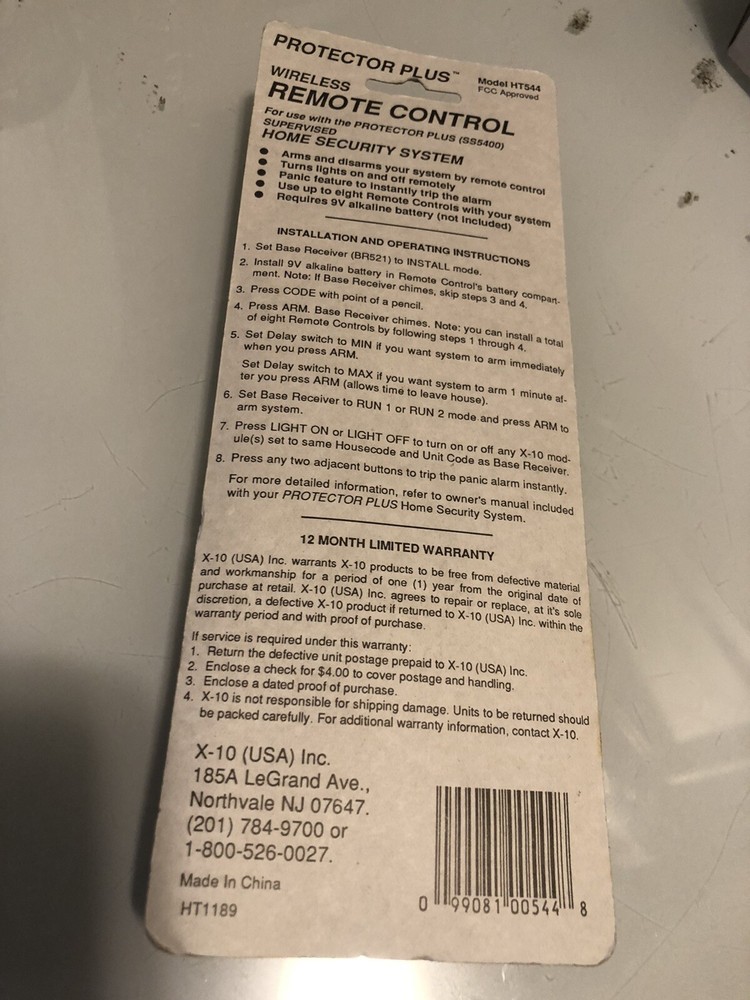 PROTECTOR PLUS™
Model HT544
FCC Approved
WIRELESS
REMOTE CONTROL
For use with the PROTECTOR PLUS (SS5400)
SUPERVISED
HOME SECURITY SYSTEM
● Arms and disarms your system by remote control
● Turns lights on and off remotely
● Panic feature to instantly trip the alarm
● Use up to eight Remote Controls with your system
● Requires 9V alkaline battery (not included)
INSTALLATION AND OPERATING INSTRUCTIONS
1. Set Base Receiver (BR521) to INSTALL mode.
2. Install 9V alkaline battery in Remote Control's battery compart-
ment. Note: If Base Receiver chimes, skip steps 3 and 4.
3. Press CODE with point of a pencil.
4. Press ARM. Base Receiver chimes. Note: you can install a total
of eight Remote Controls by following steps 1 through 4.
5. Set Delay switch to MIN if you want system to arm immediately
when you press ARM.
Set Delay switch to MAX if you want system to arm 1 minute af-
ter you press ARM (allows time to leave house).
6. Set Base Receiver to RUN 1 or RUN 2 mode and press ARM to
arm system.
7. Press LIGHT ON or LIGHT OFF to turn on or off any X-10 mod-
ule(s) set to same Housecode and Unit Code as Base Receiver.
8. Press any two adjacent buttons to trip the panic alarm instantly.
For more detailed information, refer to owner's manual included
with your PROTECTOR PLUS Home Security System.
12 MONTH LIMITED WARRANTY
X-10 (USA) Inc. warrants X-10 products to be free from defective material
and workmanship for a period of one (1) year from the original date of
purchase at retail. X-10 (USA) Inc. agrees to repair or replace, at it's sole
discretion, a defective X-10 product if returned to X-10 (USA) Inc. within the
warranty period and with proof of purchase.
If service is required under this warranty:
1. Return the defective unit postage prepaid to X-10 (USA) Inc.
2. Enclose a check for $4.00 to cover postage and handling.
3. Enclose a dated proof of purchase.
4. X-10 is not responsible for shipping damage. Units to be returned should
be packed carefully. For additional warranty information, contact X-10.
X-10 (USA) Inc.
185A LeGrand Ave.,
Northvale NJ 07647.
(201) 784-9700 or
1-800-526-0027.
Made In China
HT1189
0 99081 00544 8